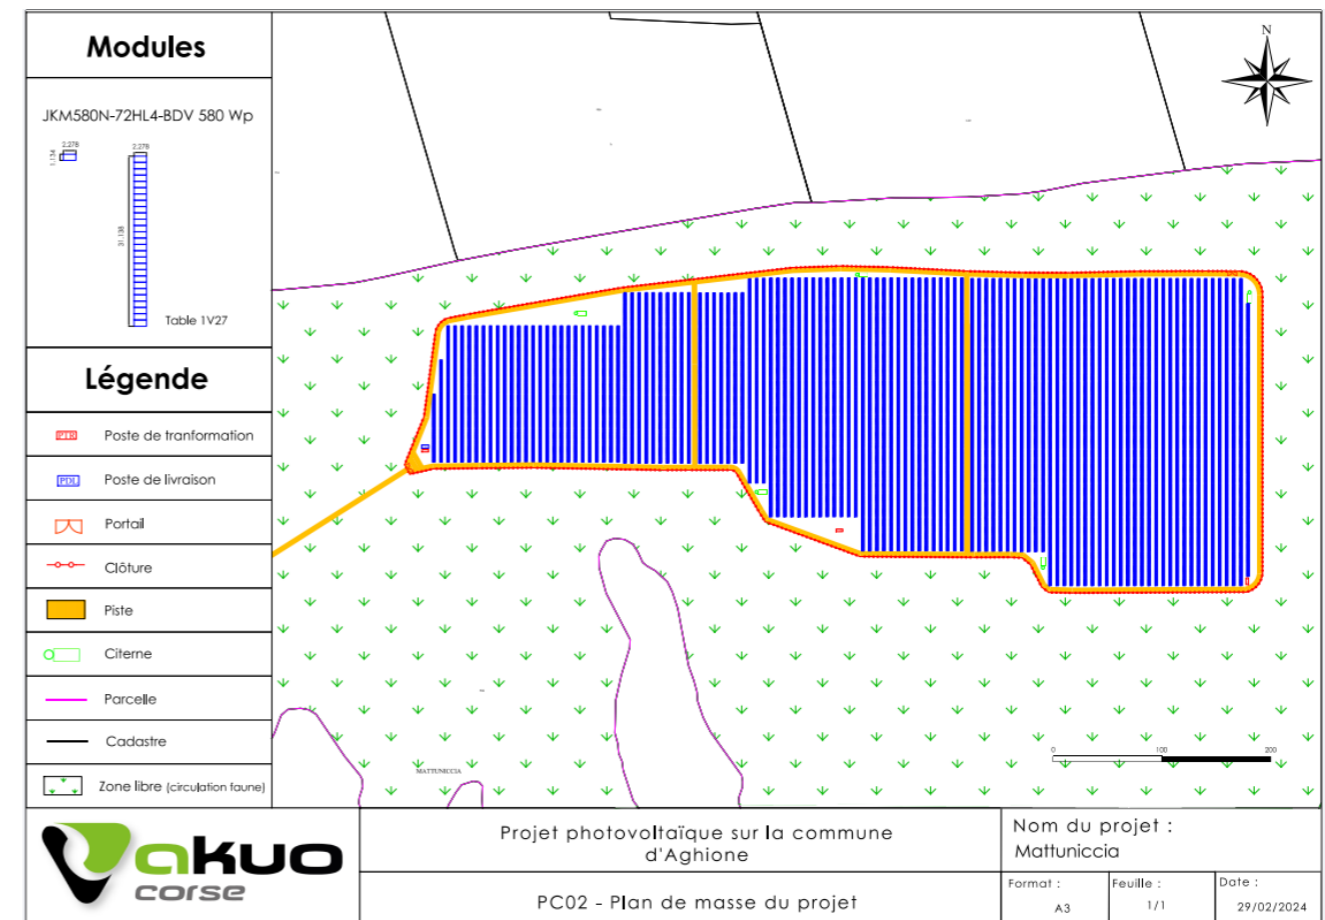 Modules
JKM580N-72HL4-BDV 580 Wp
2.278
1.134
2.278
31.138
Table 1V27
Légende
PTR Poste de tranformation
PDL Poste de livraison
Portail
Clôture
Piste
Citerne
Parcelle
Cadastre
Zone libre (circulation faune)
N
MATTUNICCIA
0 100 200
akuo
corse
Projet photovoltaïque sur la commune
d'Aghione
PC02 - Plan de masse du projet
Nom du projet :
Mattuniccia
Format :
A3
Feuille :
1/1
Date :
29/02/2024